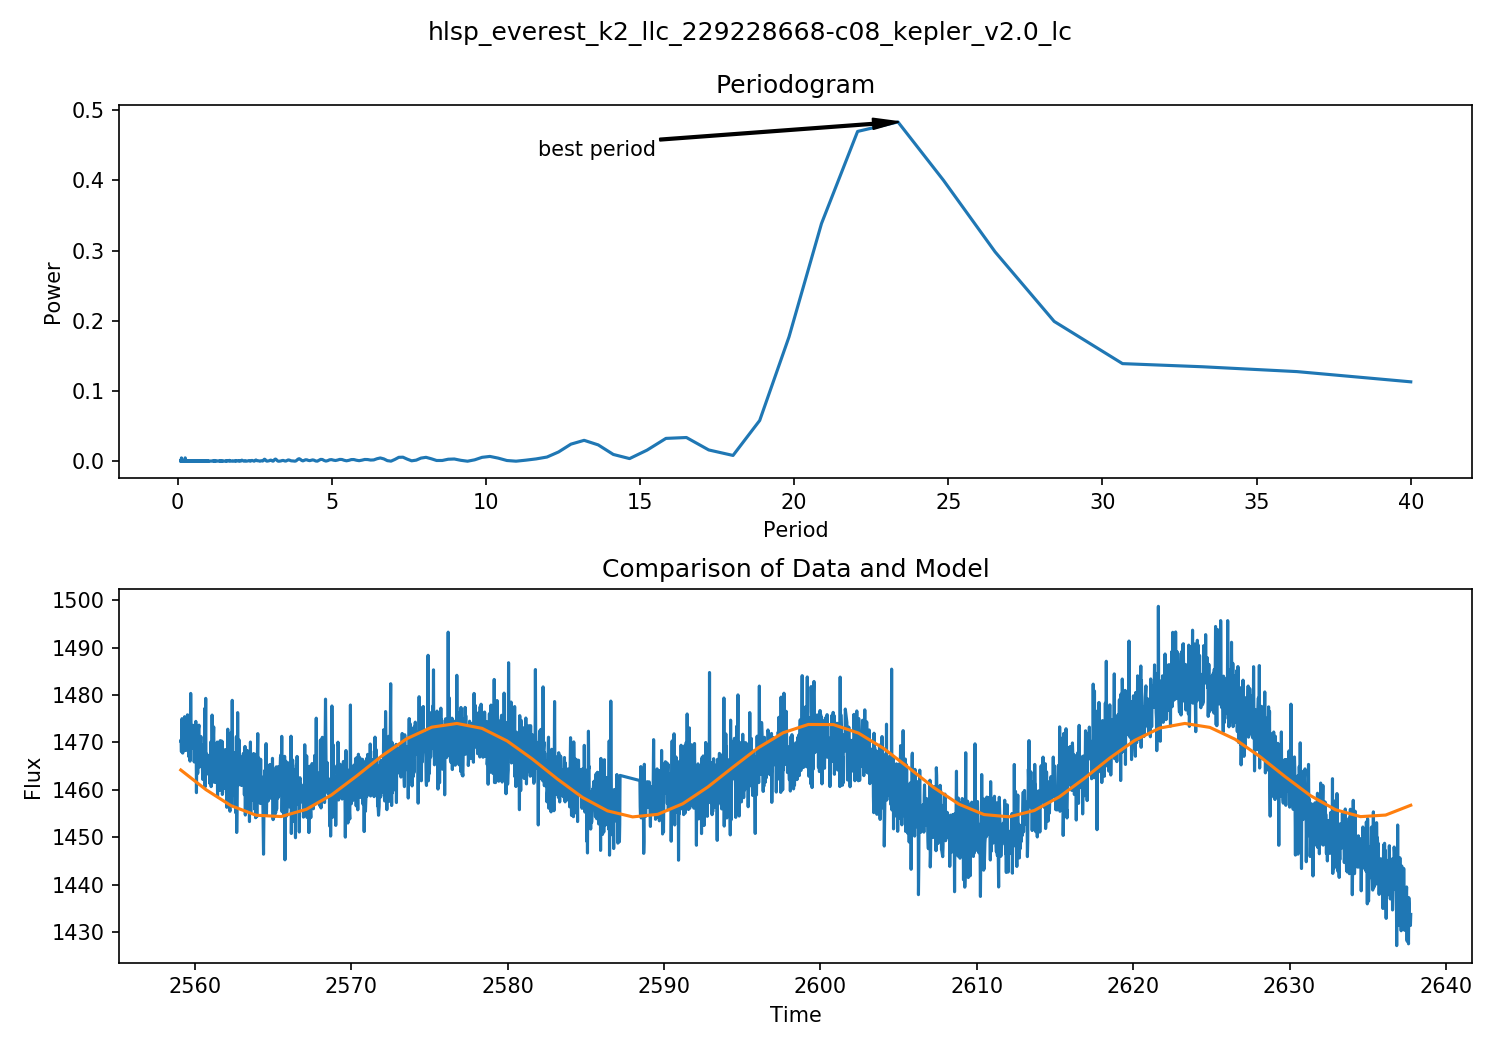 hlsp_everest_k2_llc_229228668-c08_kepler_v2.0_lc
Periodogram
0.5
0.4
0.3
0.2
0.1
0.0
Power
best period
0 5 10 15 20 25 30 35 40
Period
Comparison of Data and Model
1500
1490
1480
1470
1460
1450
1440
1430
Flux
2560 2570 2580 2590 2600 2610 2620 2630 2640
Time